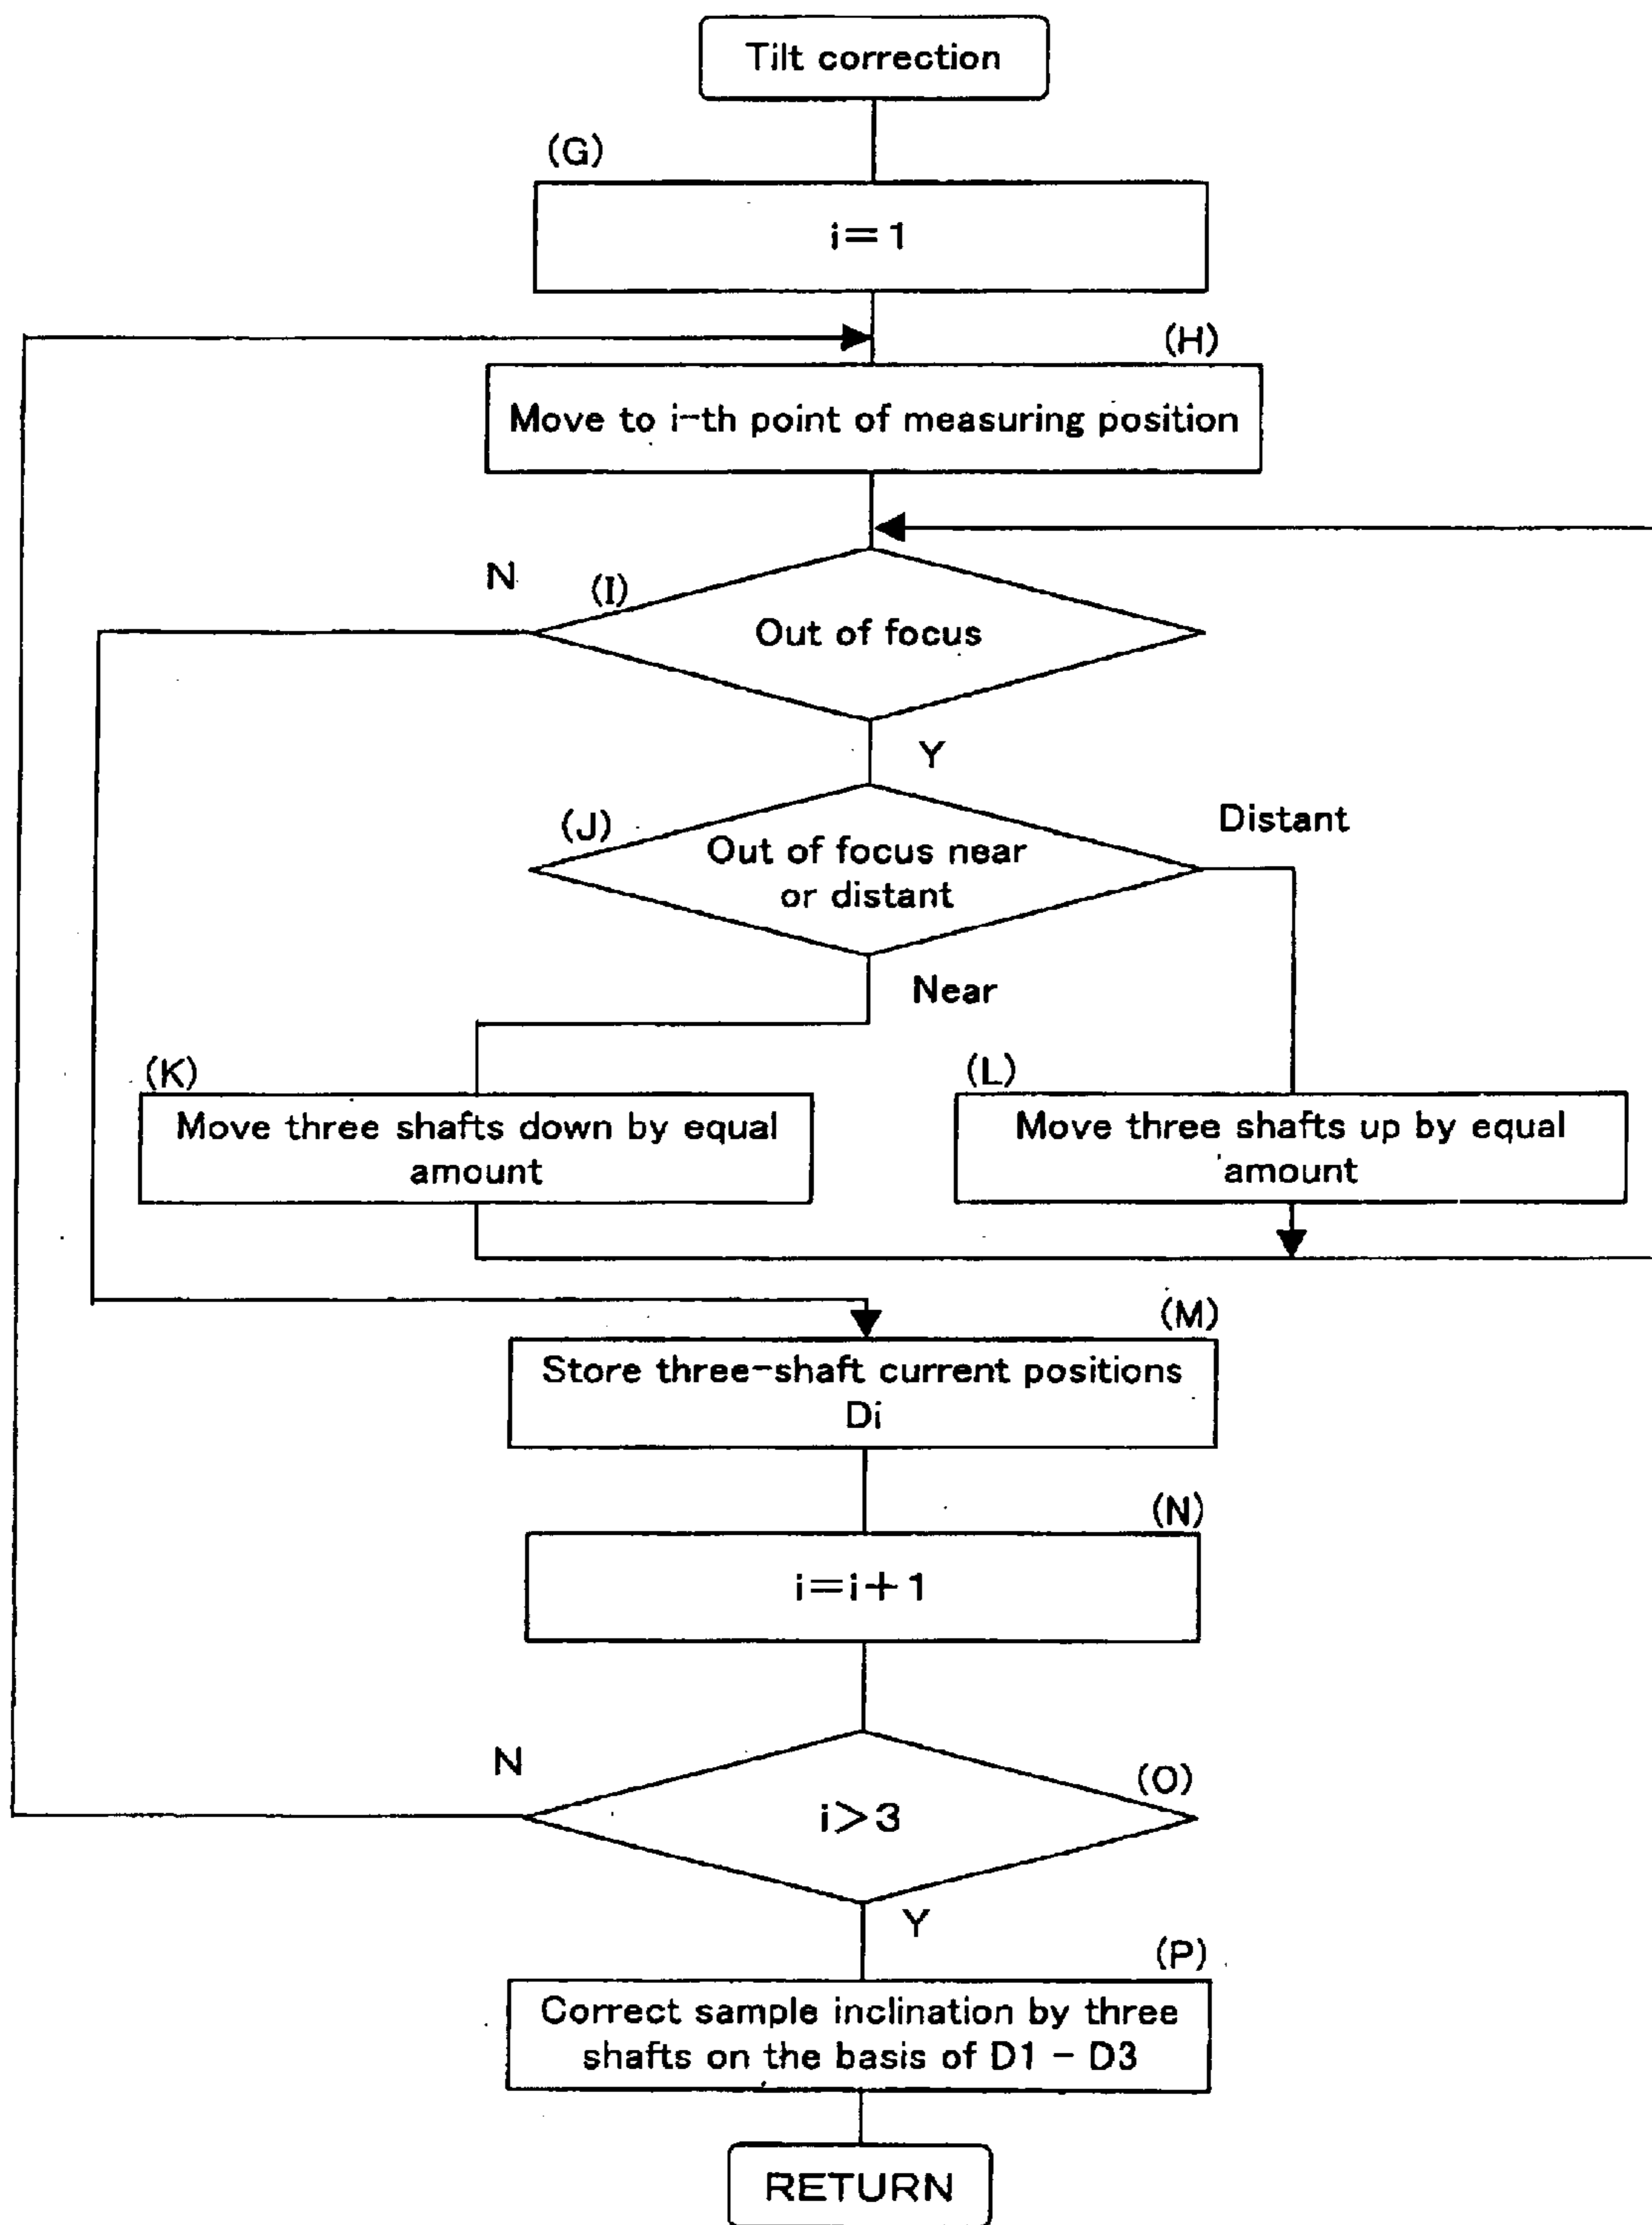 Tilt correction
(G)
i=1
(H)
Move to i-th point of measuring position
N
(I)
Out of focus
Y
(J)
Distant
Out of focus near
or distant
Near
(K)
(L)
Move three shafts down by equal
amount
Move three shafts up by equal
amount
(M)
Store three-shaft current positions
Di
(N)
i=i+1
N
(O)
i>3
Y
(P)
Correct sample inclination by three
shafts on the basis of D1 - D3
RETURN